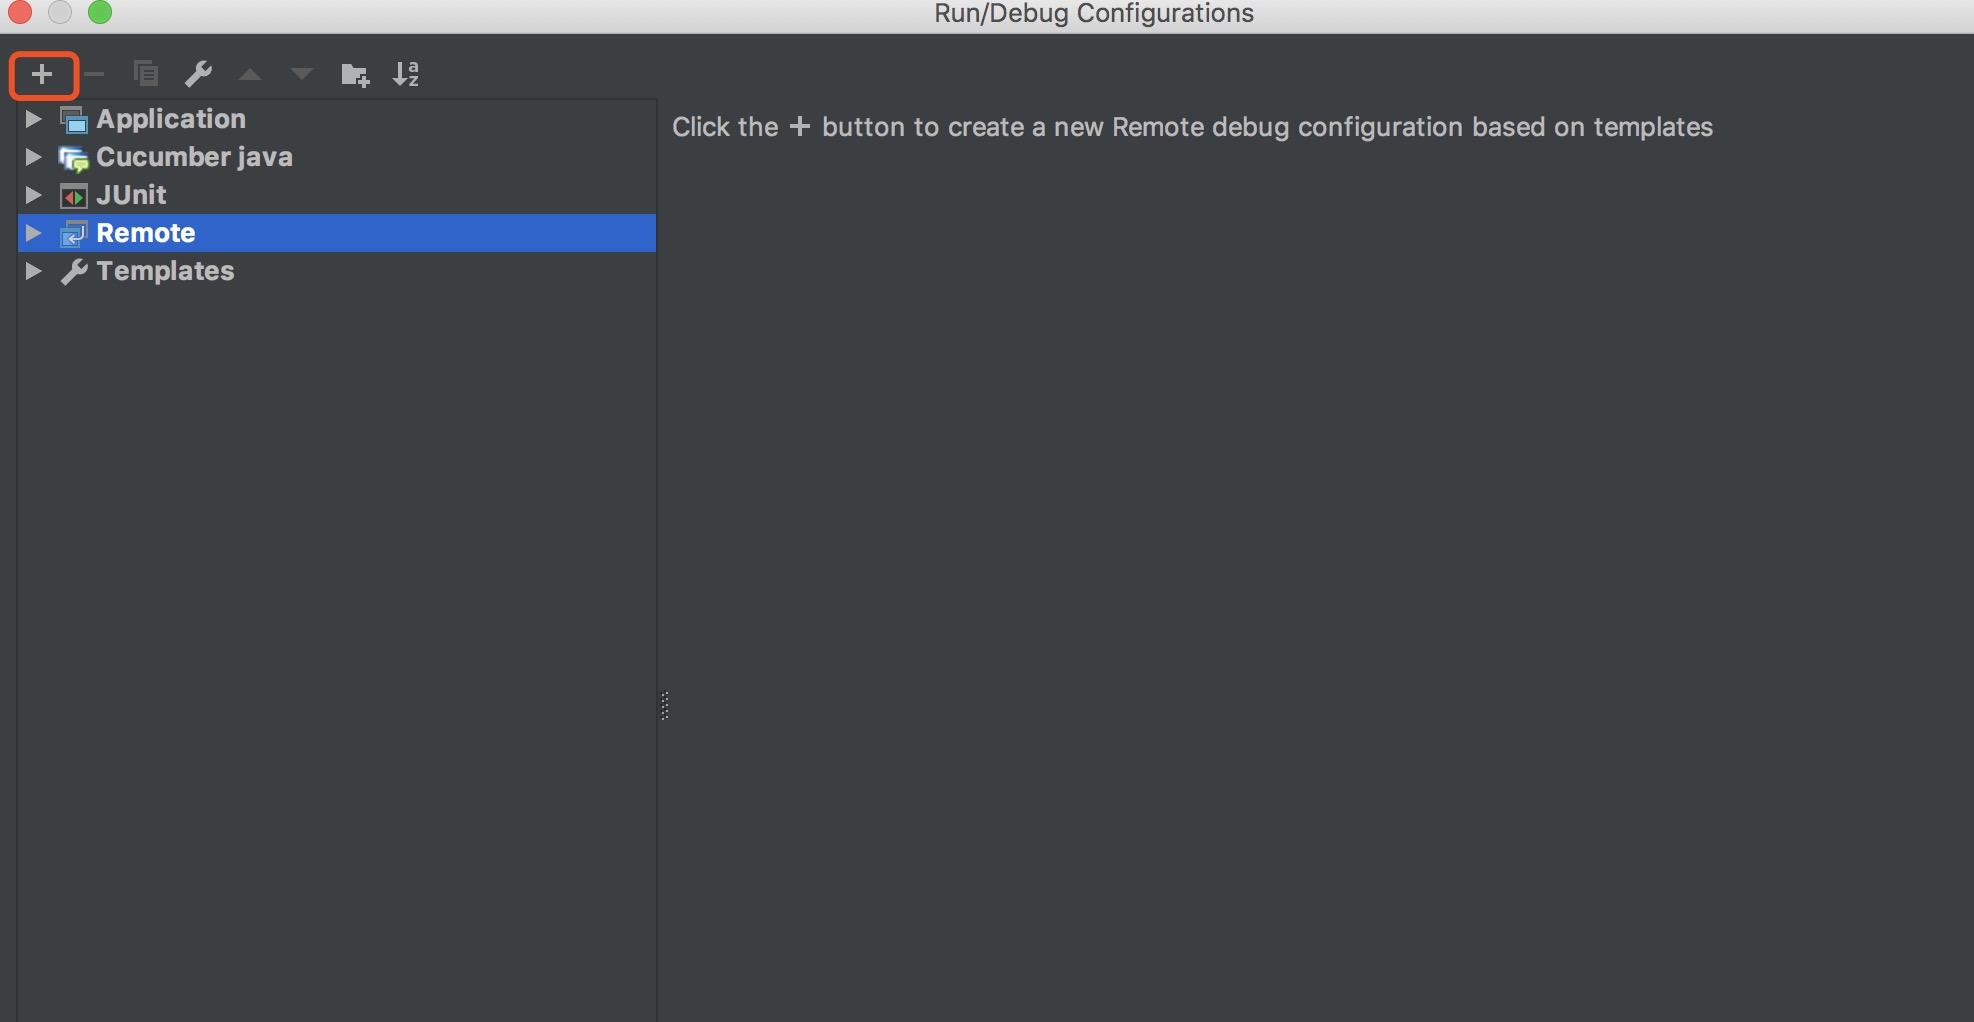 Run/Debug Configurations
Application
Cucumber java
JUnit
Remote
Templates
Click the + button to create a new Remote debug configuration based on templates